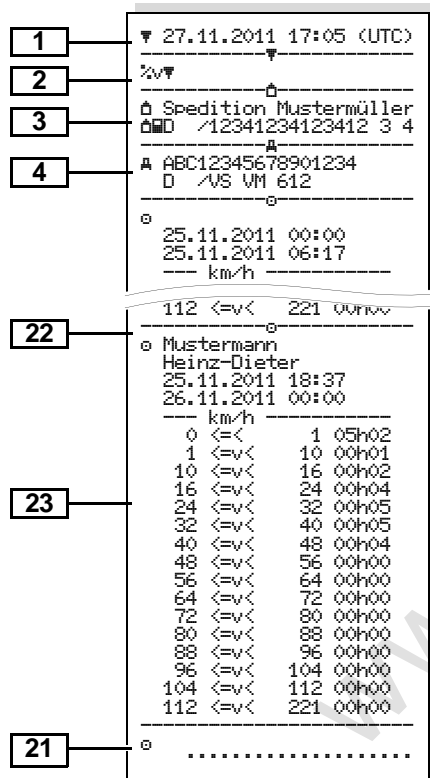 1 ▼ 27.11.2011 17:05 (UTC)
2 %v▼
3 Spedition Mustermüller
D /12341234123412 3 4
4 ABC12345678901234
D /VS VM 612
25.11.2011 00:00
25.11.2011 06:17
--- km/h ---
112 <=v< 221 00h00
22
Mustermann
Heinz-Dieter
25.11.2011 18:37
26.11.2011 00:00
--- km/h ---
0 <=< 1 05h02
1 <=v< 10 00h01
10 <=v< 16 00h02
16 <=v< 24 00h04
23
24 <=v< 32 00h05
32 <=v< 40 00h05
40 <=v< 48 00h04
48 <=v< 56 00h00
56 <=v< 64 00h00
64 <=v< 72 00h00
72 <=v< 80 00h00
80 <=v< 88 00h00
88 <=v< 96 00h00
96 <=v< 104 00h00
104 <=v< 112 00h00
112 <=v< 221 00h00
21 ....................